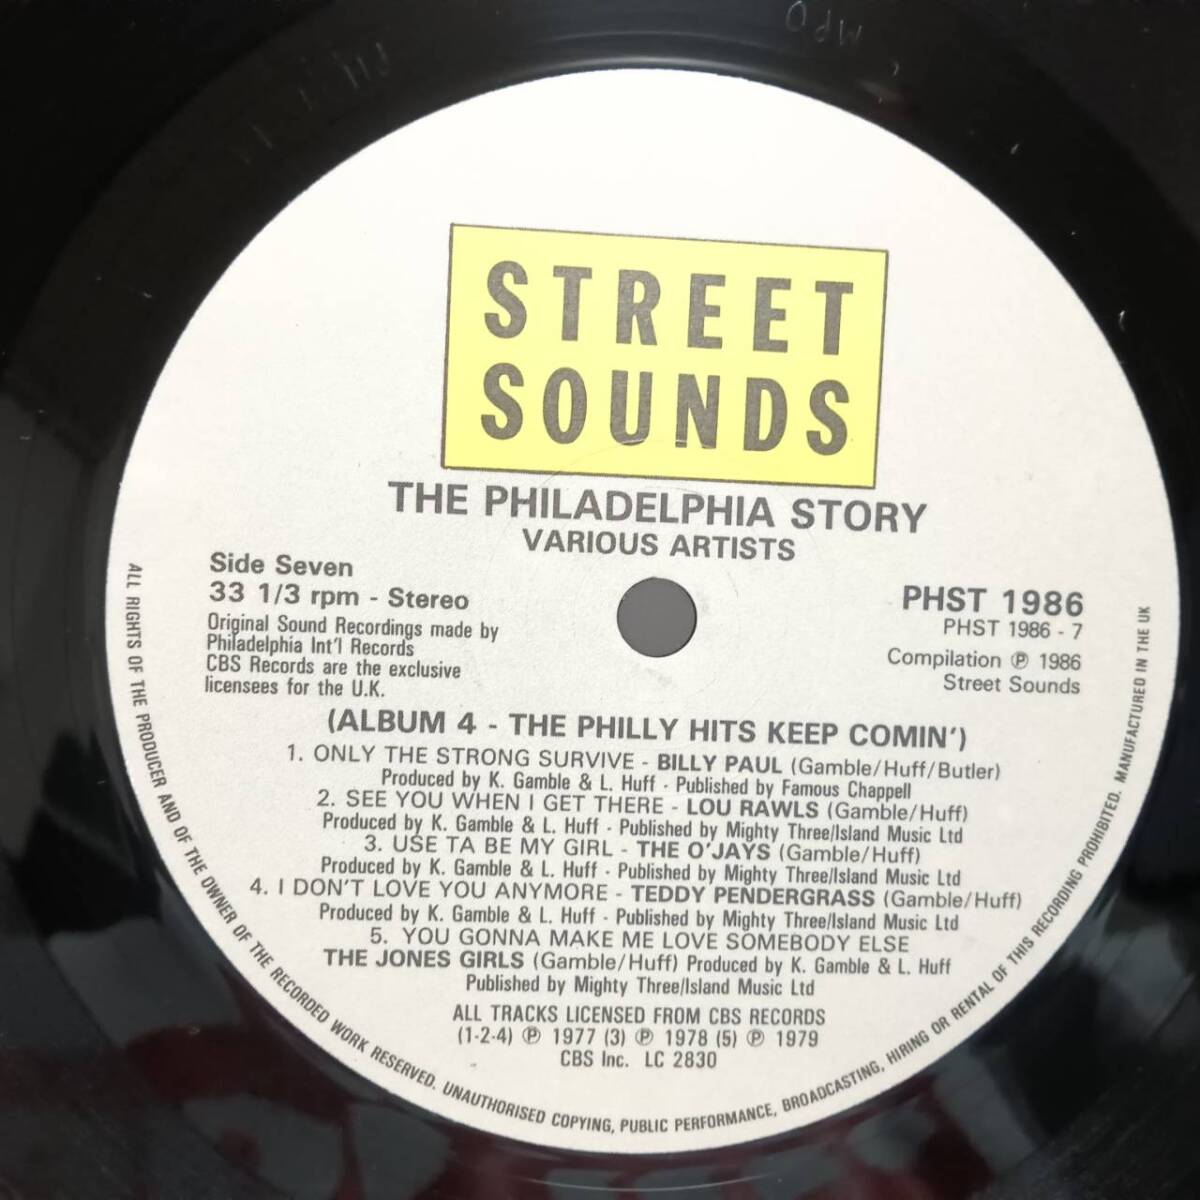 STREET
SOUNDS
THE PHILADELPHIA STORY
VARIOUS ARTISTS
Side Seven
33 1/3 rpm - Stereo
Original Sound Recordings made by
Philadelphia Int'l Records
CBS Records are the exclusive
licensees for the U.K.
PHST 1986
PHST 1986 - 7
Compilation ℗ 1986
Street Sounds
(ALBUM 4 - THE PHILLY HITS KEEP COMIN')
1. ONLY THE STRONG SURVIVE - BILLY PAUL (Gamble/Huff/Butler)
Produced by K. Gamble & L. Huff - Published by Famous Chappell
2. SEE YOU WHEN I GET THERE - LOU RAWLS (Gamble/Huff)
Produced by K. Gamble & L. Huff - Published by Mighty Three/Island Music Ltd
3. USE TA BE MY GIRL - THE O'JAYS (Gamble/Huff)
Produced by K. Gamble & L. Huff - Published by Mighty Three/Island Music Ltd
4. I DON'T LOVE YOU ANYMORE - TEDDY PENDERGRASS (Gamble/Huff)
Produced by K. Gamble & L. Huff - Published by Mighty Three/Island Music Ltd
5. YOU GONNA MAKE ME LOVE SOMEBODY ELSE
THE JONES GIRLS (Gamble/Huff) Produced by K. Gamble & L. Huff
Published by Mighty Three/Island Music Ltd
ALL TRACKS LICENSED FROM CBS RECORDS
(1-2-4) ℗ 1977 (3) ℗ 1978 (5) ℗ 1979
CBS Inc. LC 2830
ALL RIGHTS OF THE PRODUCER AND OF THE OWNER OF THE RECORDED WORK RESERVED. UNAUTHORISED COPYING, PUBLIC PERFORMANCE, BROADCASTING, HIRING OR RENTAL OF THIS RECORDING PROHIBITED. MANUFACTURED IN THE UK
MPO